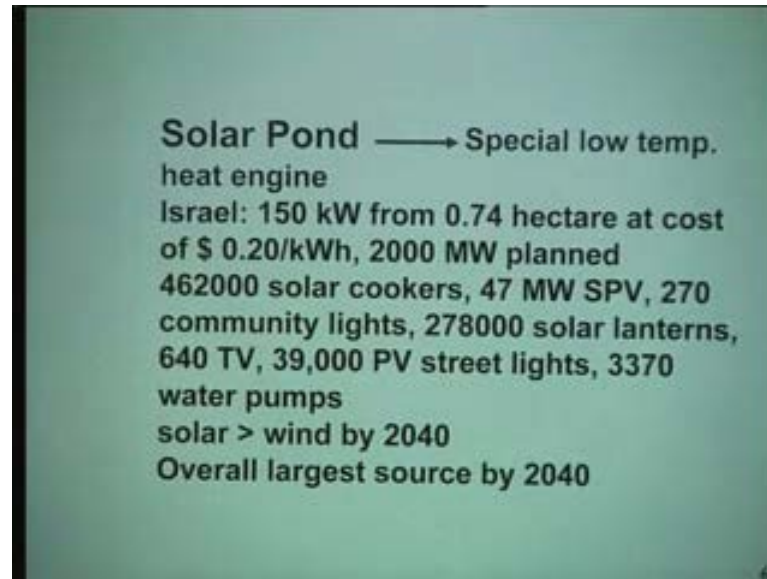 Solar Pond → Special low temp.
heat engine
Israel: 150 kW from 0.74 hectare at cost
of $ 0.20/kWh, 2000 MW planned
462000 solar cookers, 47 MW SPV, 270
community lights, 278000 solar lanterns,
640 TV, 39,000 PV street lights, 3370
water pumps
solar > wind by 2040
Overall largest source by 2040